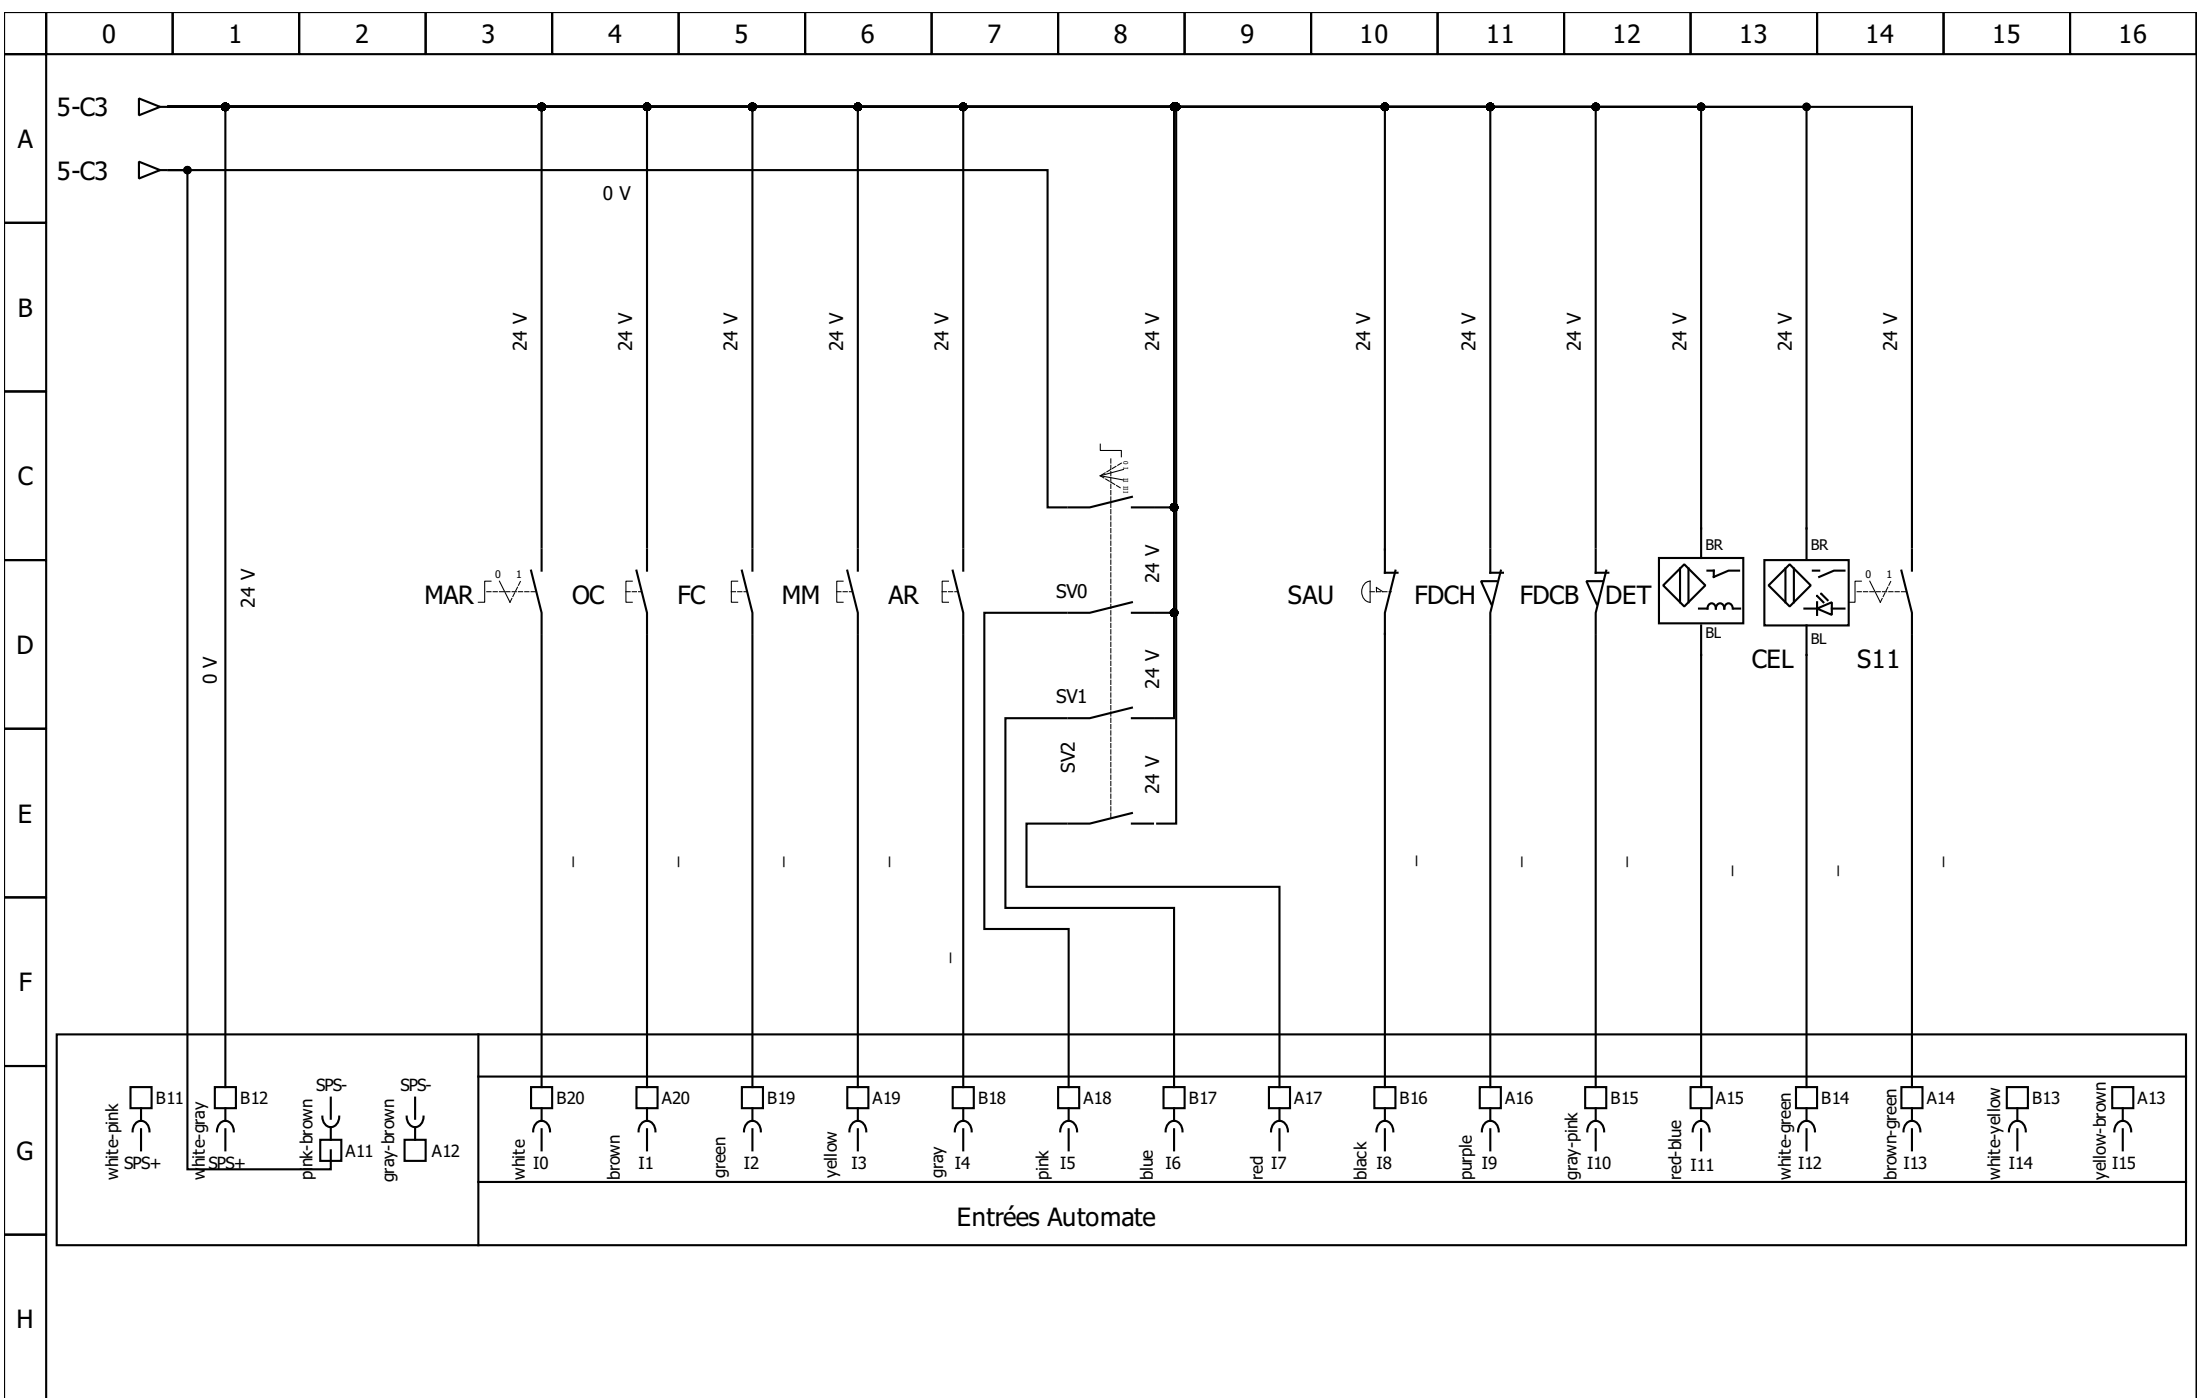 0 1 2 3 4 5 6 7 8 9 10 11 12 13 14 15 16
A
5-C3
5-C3
0 V
B
24 V 24 V 24 V 24 V 24 V 24 V 24 V 24 V 24 V 24 V 24 V 24 V
C
BR BR
D
24 V
24 V
MAR 0 1 OC FC MM AR SV0 SAU FDCH FDCB DET 0 1
BL BL
0 V
24 V
CEL S11
SV1
SV2
24 V
E
F
G
SPS- SPS-
B11 B12 B20 A20 B19 A19 B18 A18 B17 A17 B16 A16 B15 A15 B14 A14 B13 A13
white-pink white-gray pink-brown gray-brown white brown green yellow gray pink blue red black purple gray-pink red-blue white-green brown-green white-yellow yellow-brown
A11 A12
SPS+ SPS+ I0 I1 I2 I3 I4 I5 I6 I7 I8 I9 I10 I11 I12 I13 I14 I15
Entrées Automate
H